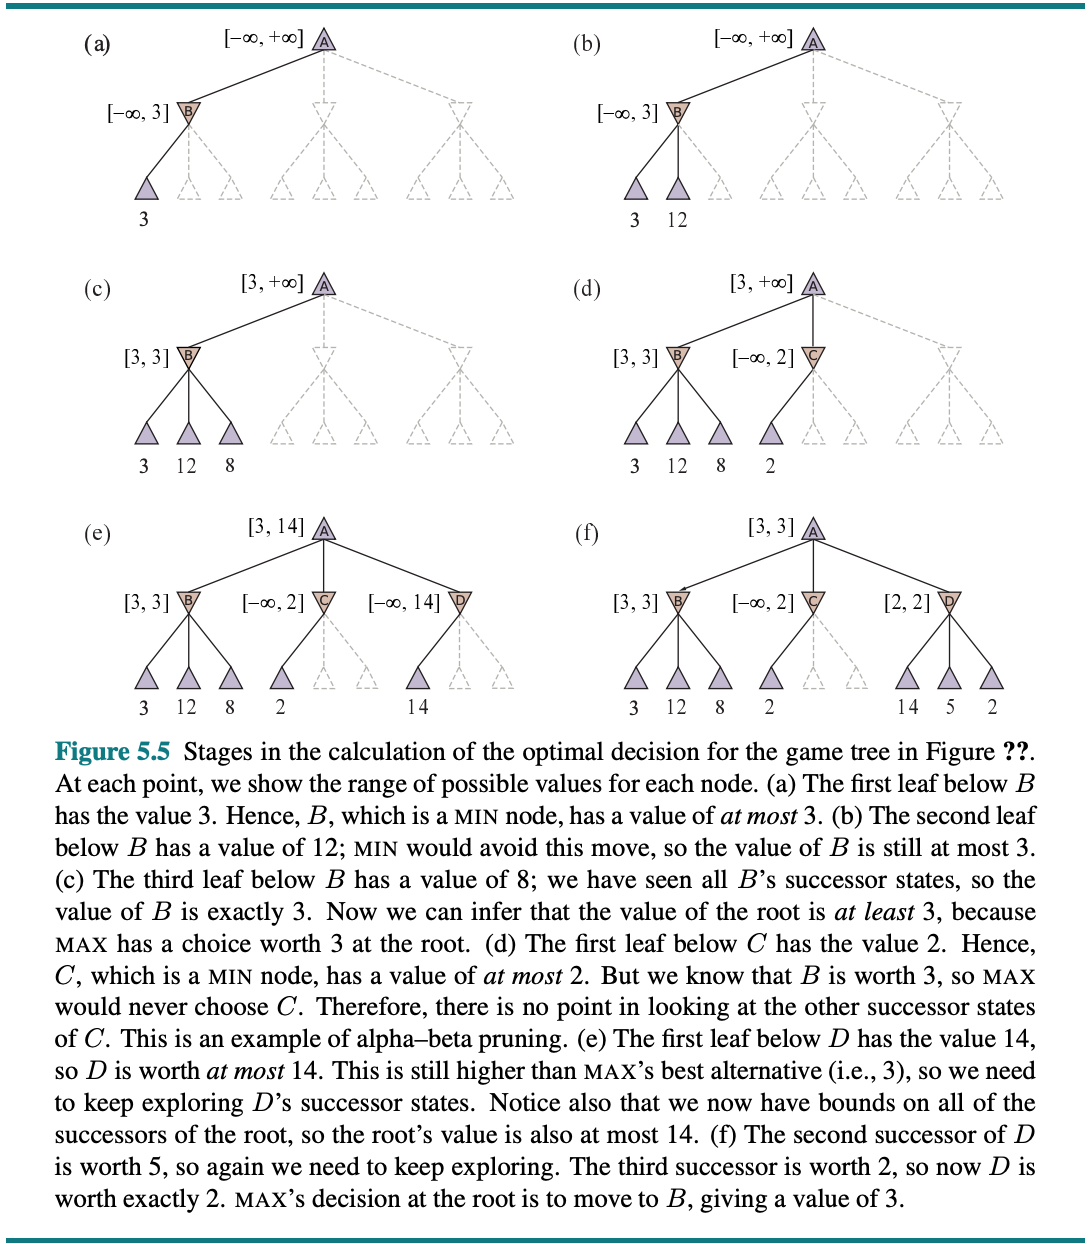 (a) [−∞, +∞] A
[−∞, 3] B
3
(b) [−∞, +∞] A
[−∞, 3] B
3 12
(c) [3, +∞] A
[3, 3] B
3 12 8
(d) [3, +∞] A
[3, 3] B [−∞, 2] C
3 12 8 2
(e) [3, 14] A
[3, 3] B [−∞, 2] C [−∞, 14] D
3 12 8 2 14
(f) [3, 3] A
[3, 3] B [−∞, 2] C [2, 2] D
3 12 8 2 14 5 2
Figure 5.5 Stages in the calculation of the optimal decision for the game tree in Figure ??.
At each point, we show the range of possible values for each node. (a) The first leaf below B
has the value 3. Hence, B, which is a MIN node, has a value of at most 3. (b) The second leaf
below B has a value of 12; MIN would avoid this move, so the value of B is still at most 3.
(c) The third leaf below B has a value of 8; we have seen all B’s successor states, so the
value of B is exactly 3. Now we can infer that the value of the root is at least 3, because
MAX has a choice worth 3 at the root. (d) The first leaf below C has the value 2. Hence,
C, which is a MIN node, has a value of at most 2. But we know that B is worth 3, so MAX
would never choose C. Therefore, there is no point in looking at the other successor states
of C. This is an example of alpha–beta pruning. (e) The first leaf below D has the value 14,
so D is worth at most 14. This is still higher than MAX’s best alternative (i.e., 3), so we need
to keep exploring D’s successor states. Notice also that we now have bounds on all of the
successors of the root, so the root’s value is also at most 14. (f) The second successor of D
is worth 5, so again we need to keep exploring. The third successor is worth 2, so now D is
worth exactly 2. MAX’s decision at the root is to move to B, giving a value of 3.